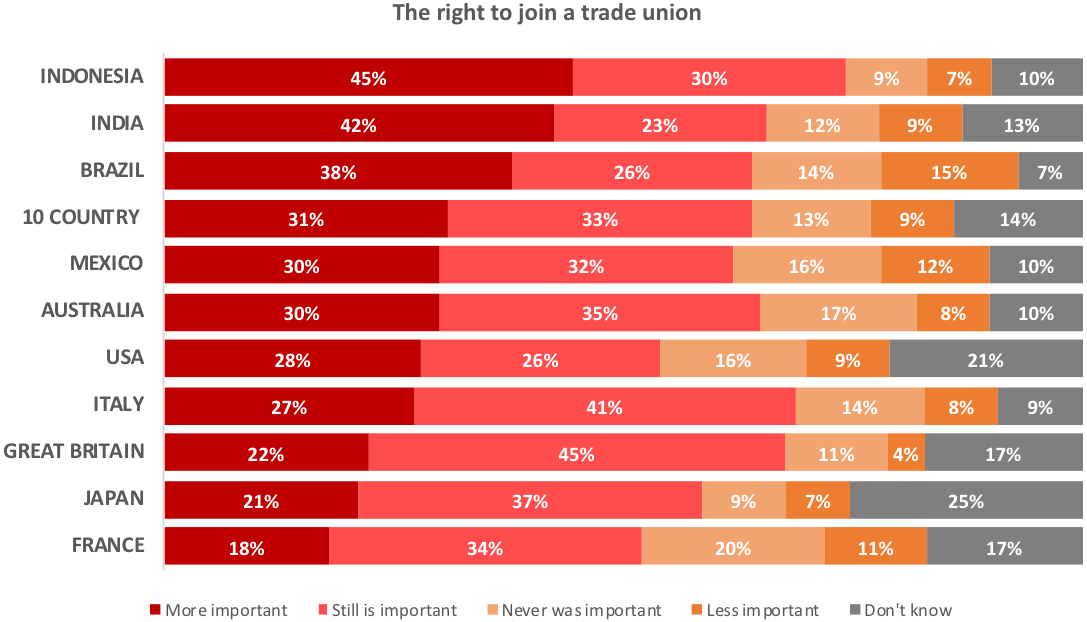 The right to join a trade union
INDONESIA 45% 30% 9% 7% 10%
INDIA 42% 23% 12% 9% 13%
BRAZIL 38% 26% 14% 15% 7%
10 COUNTRY 31% 33% 13% 9% 14%
MEXICO 30% 32% 16% 12% 10%
AUSTRALIA 30% 35% 17% 8% 10%
USA 28% 26% 16% 9% 21%
ITALY 27% 41% 14% 8% 9%
GREAT BRITAIN 22% 45% 11% 4% 17%
JAPAN 21% 37% 9% 7% 25%
FRANCE 18% 34% 20% 11% 17%
More important Still is important Never was important Less important Don't know